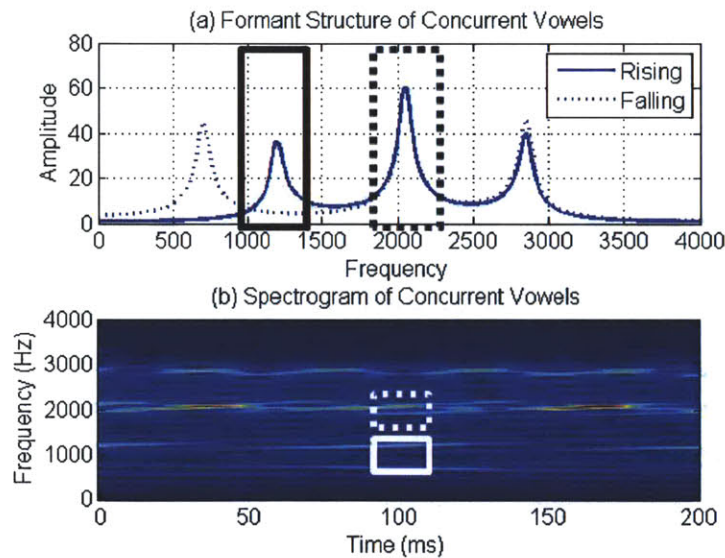 (a) Formant Structure of Concurrent Vowels
80
60
40
20
0
Amplitude
Rising
Falling
0 500 1000 1500 2000 2500 3000 3500 4000
Frequency
(b) Spectrogram of Concurrent Vowels
4000
3000
2000
1000
0
Frequency (Hz)
0 50 100 150 200
Time (ms)